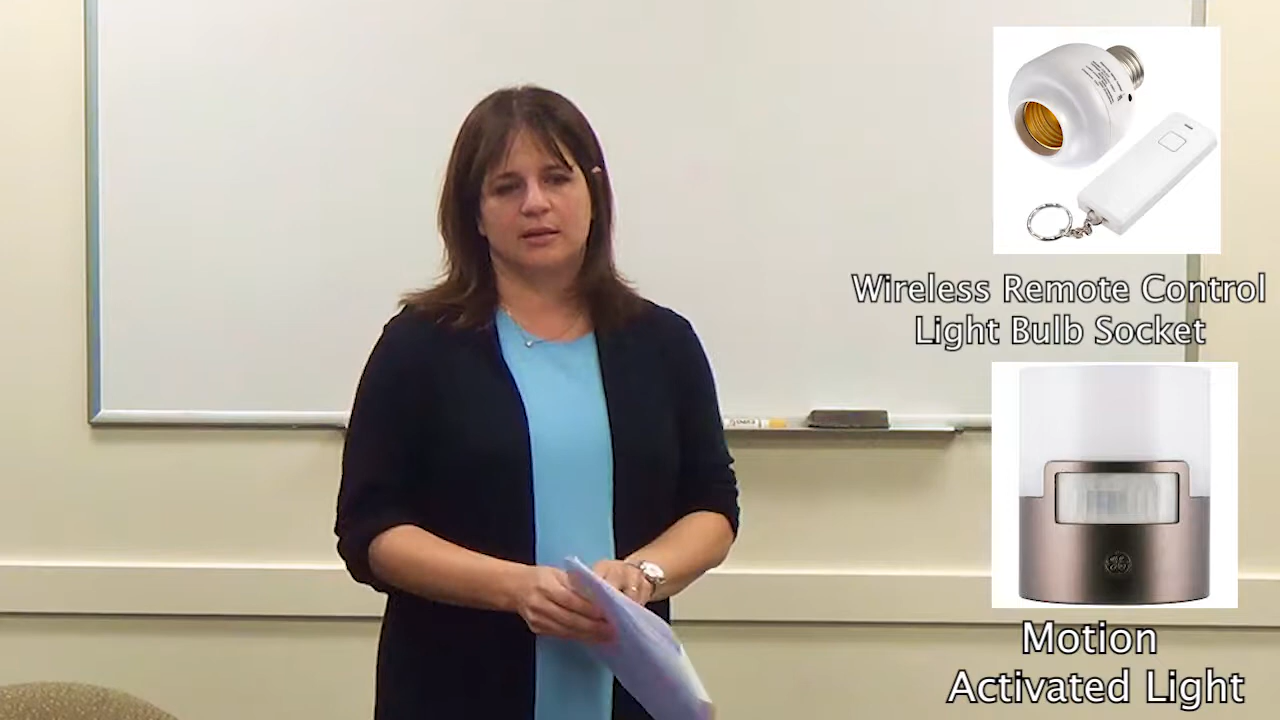 Wireless Remote Control
Light Bulb Socket
Motion
Activated Light